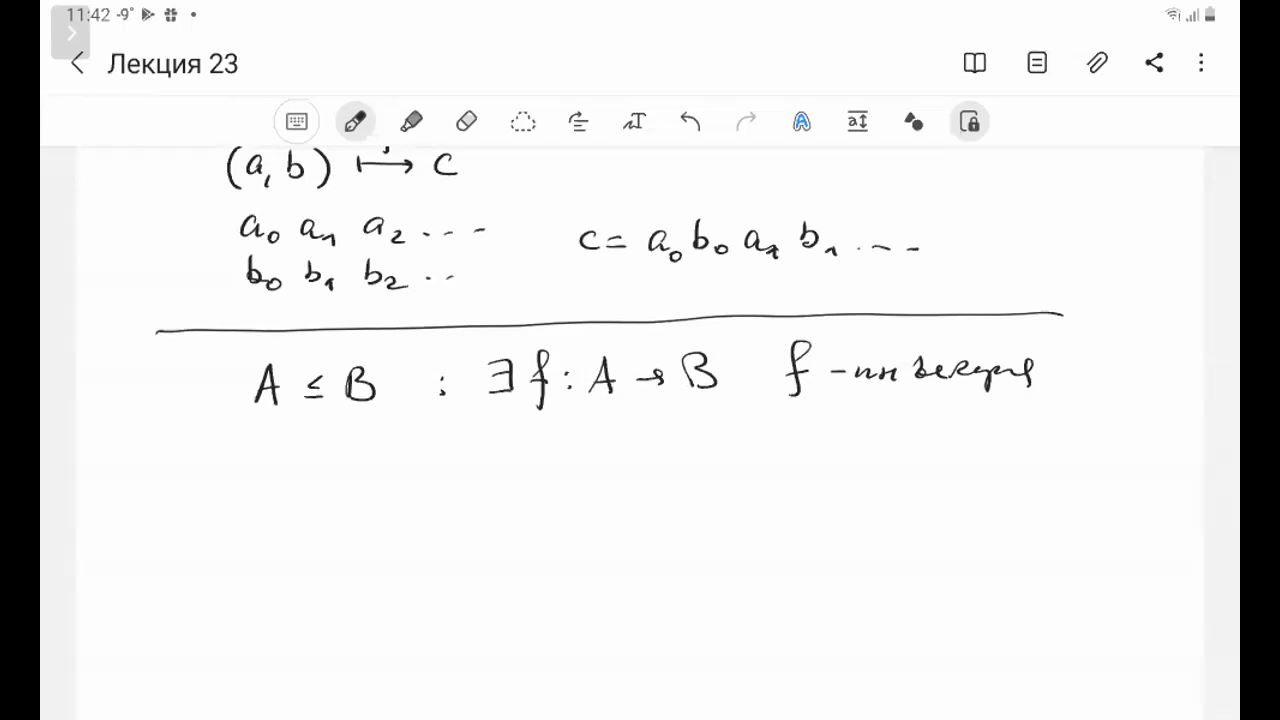 11:42 -9°
Лекция 23
(a, b) ↦ c
a₀ a₁ a₂ ...
c = a₀ b₀ a₁ b₁ ...
b₀ b₁ b₂ ..
A ≤ B : ∃ f : A → B f - инъекция